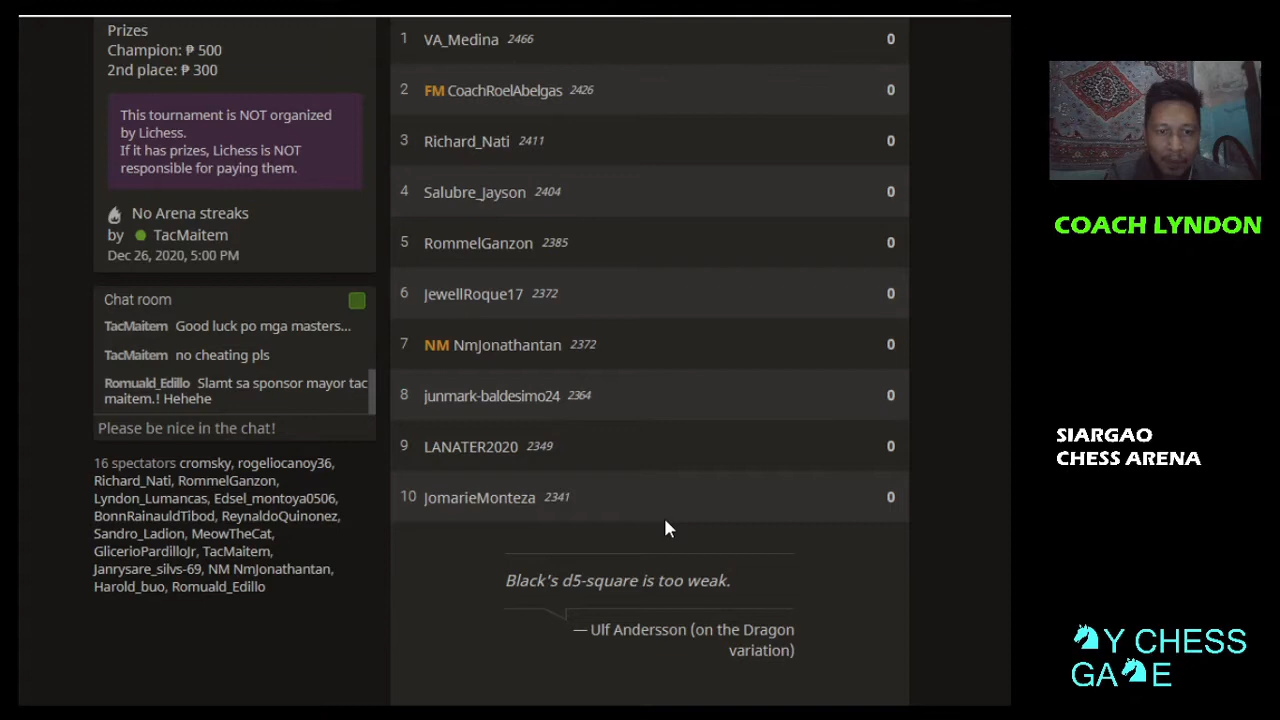 Prizes
Champion: ₱ 500
2nd place: ₱ 300
This tournament is NOT organized
by Lichess.
If it has prizes, Lichess is NOT
responsible for paying them.
No Arena streaks
by TacMaitem
Dec 26, 2020, 5:00 PM
Chat room
TacMaitem Good luck po mga masters...
TacMaitem no cheating pls
Romuald_Edillo Slamt sa sponsor mayor tac
maitem.! Hehehe
Please be nice in the chat!
16 spectators cromsky, rogeliocanoy36,
Richard_Nati, RommelGanzon,
Lyndon_Lumancas, Edsel_montoya0506,
BonnRainauldTibod, ReynaldoQuinonez,
Sandro_Ladion, MeowTheCat,
GlicerioPardilloJr, TacMaitem,
Janrysare_silvs-69, NM NmJonathantan,
Harold_buo, Romuald_Edillo
1 VA_Medina 2466 0
2 FM CoachRoelAbelgas 2426 0
3 Richard_Nati 2411 0
4 Salubre_Jayson 2404 0
5 RommelGanzon 2385 0
6 JewellRoque17 2372 0
7 NM NmJonathantan 2372 0
8 junmark-baldesimo24 2364 0
9 LANATER2020 2349 0
10 JomarieMonteza 2341 0
Black's d5-square is too weak.
— Ulf Andersson (on the Dragon
variation)
COACH LYNDON
SIARGAO
CHESS ARENA
MY CHESS
GAME